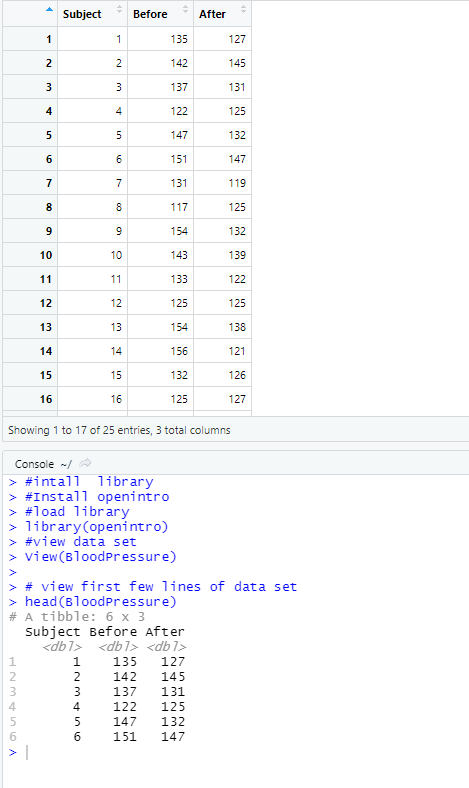 Subject Before After
1 1 135 127
2 2 142 145
3 3 137 131
4 4 122 125
5 5 147 132
6 6 151 147
7 7 131 119
8 8 117 125
9 9 154 132
10 10 143 139
11 11 133 122
12 12 125 125
13 13 154 138
14 14 156 121
15 15 132 126
16 16 125 127
Showing 1 to 17 of 25 entries, 3 total columns
Console ~/
> #intall  library
> #Install openintro
> #load library
> library(openintro)
> #view data set
> View(BloodPressure)
>
> # view first few lines of data set
> head(BloodPressure)
# A tibble: 6 x 3
  Subject Before After
    <dbl>  <dbl> <dbl>
1       1    135   127
2       2    142   145
3       3    137   131
4       4    122   125
5       5    147   132
6       6    151   147
>